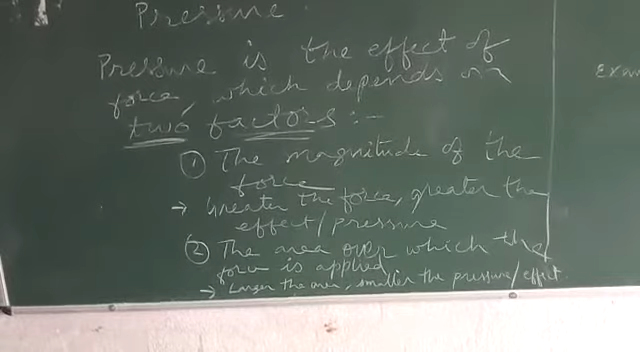 Pressure.
Pressure is the effect of
force, which depends on
two factors :-
① The magnitude of the
force
→ Greater the force, greater the
effect/pressure
② The area over which the
force is applied
→ Larger the area, smaller the pressure/effect.